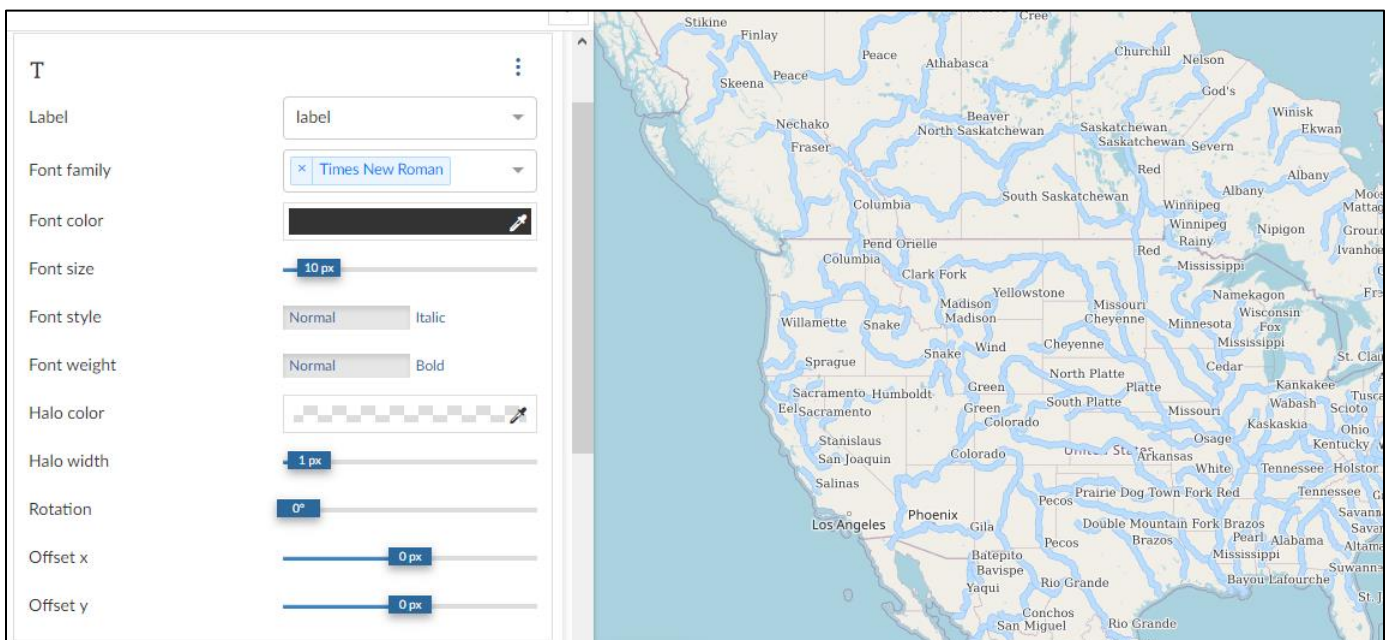 T
Label label
Font family × Times New Roman
Font color
Font size 10 px
Font style Normal Italic
Font weight Normal Bold
Halo color
Halo width 1 px
Rotation 0°
Offset x 0 px
Offset y 0 px
Stikine
Cree
Finlay
Peace
Churchill
Nelson
Athabasca
Skeena
Peace
God's
Nechako
Beaver
Winisk
North Saskatchewan
Saskatchewan
Ekwan
Fraser
Saskatchewan
Severn
Red
Albany
Columbia
South Saskatchewan
Albany
Winnipeg
Winnipeg
Nipigon
Pend Orielle
Red
Rainy
Columbia
Mississippi
Clark Fork
Yellowstone
Namekagon
Madison
Missouri
Wisconsin
Willamette
Snake
Madison
Cheyenne
Minnesota
Fox
Snake
Wind
Cheyenne
Mississippi
Sprague
North Platte
Cedar
Sacramento
Humboldt
Green
Platte
Kankakee
Eel
Sacramento
Green
South Platte
Missouri
Wabash
Scioto
Colorado
Kaskaskia
Ohio
Stanislaus
Osage
Kentucky
San Joaquin
Colorado
United States
Arkansas
White
Tennessee
Holston
Salinas
Pecos
Prairie Dog Town Fork Red
Tennessee
Los Angeles
Phoenix
Gila
Double Mountain Fork Brazos
Pecos
Brazos
Pearl
Alabama
Batepito
Mississippi
Bavispe
Rio Grande
Bayou Lafourche
Yaqui
Conchos
San Miguel
Rio Grande